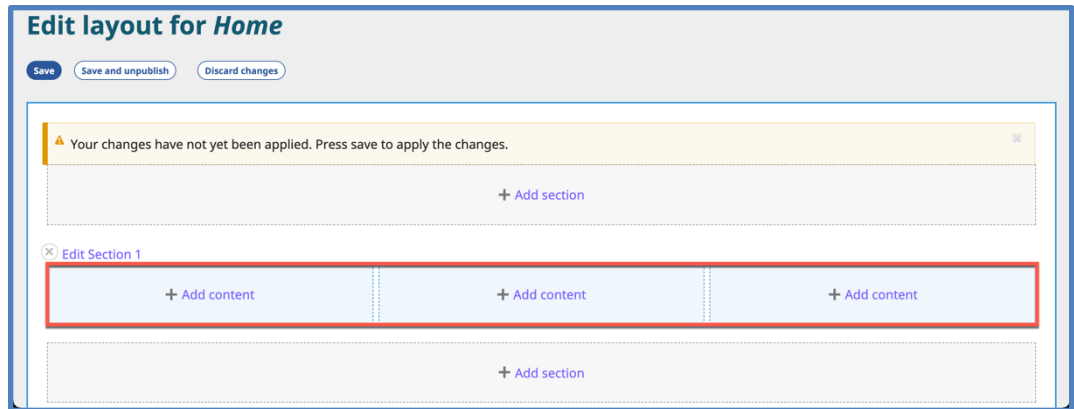 Edit layout for Home
Save Save and unpublish Discard changes
Your changes have not yet been applied. Press save to apply the changes.
+ Add section
Edit Section 1
+ Add content + Add content + Add content
+ Add section